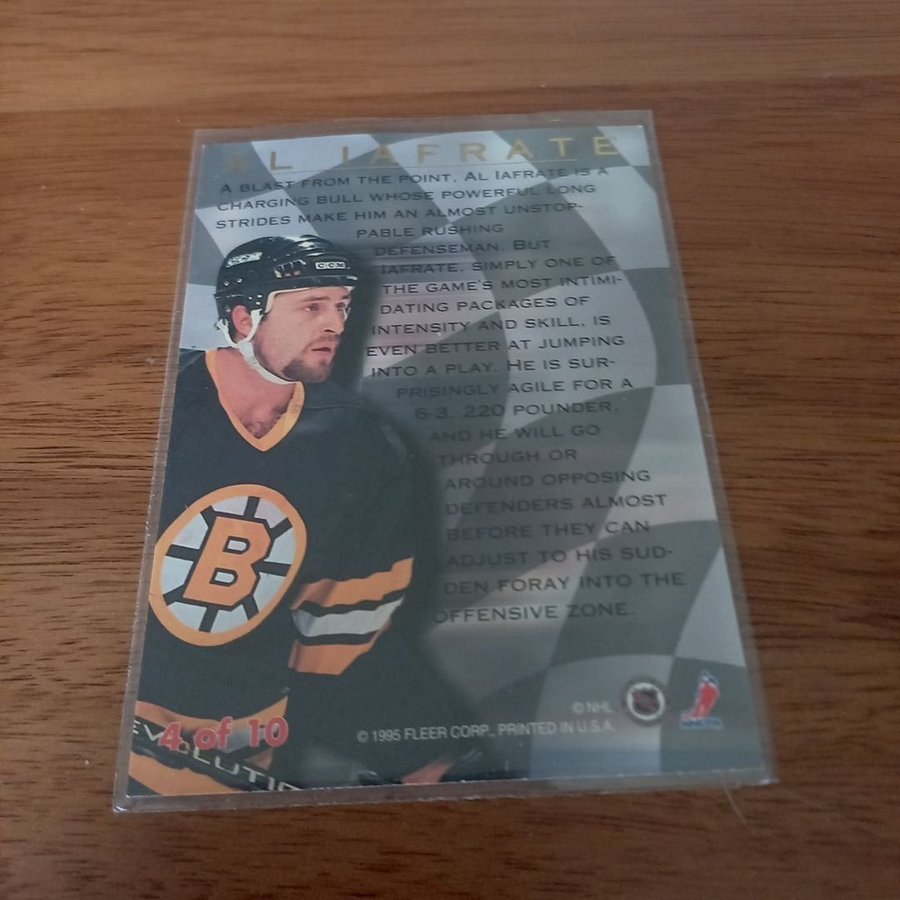 AL IAFRATE
A BLAST FROM THE POINT, AL IAFRATE IS A
CHARGING BULL WHOSE POWERFUL LONG
STRIDES MAKE HIM AN ALMOST UNSTOP-
PABLE RUSHING
DEFENSEMAN. BUT
IAFRATE, SIMPLY ONE OF
THE GAME'S MOST INTIMI-
DATING PACKAGES OF
INTENSITY AND SKILL, IS
EVEN BETTER AT JUMPING
INTO A PLAY. HE IS SUR-
PRISINGLY AGILE FOR A
6-3, 220 POUNDER,
AND HE WILL GO
THROUGH OR
AROUND OPPOSING
DEFENDERS ALMOST
BEFORE THEY CAN
ADJUST TO HIS SUD-
DEN FORAY INTO THE
OFFENSIVE ZONE.
CCM
CCM
B
4 of 10
EVOLUTIO
© NHL
© 1995 FLEER CORP., PRINTED IN U.S.A.